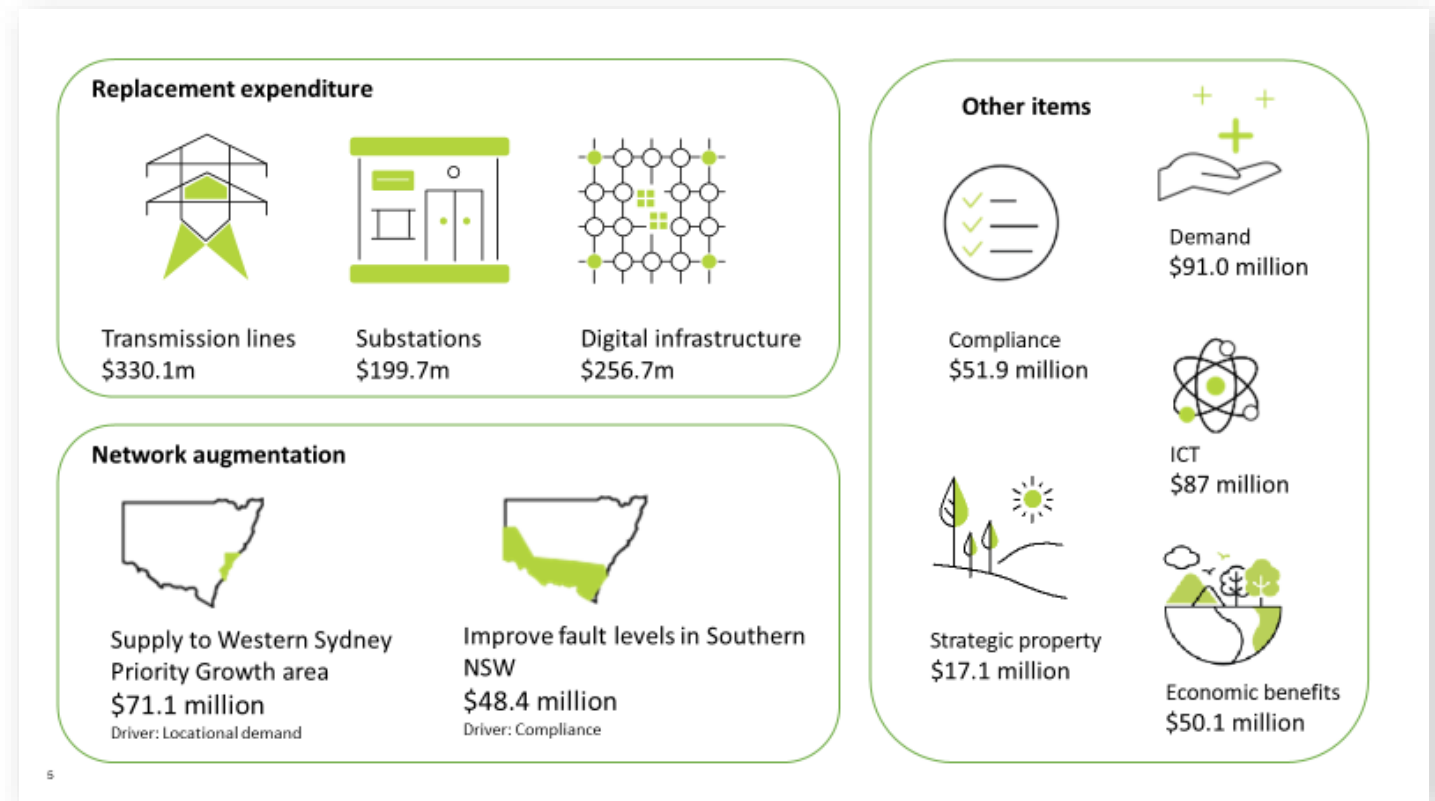 Replacement expenditure
Transmission lines
$330.1m
Substations
$199.7m
Digital infrastructure
$256.7m
Network augmentation
Supply to Western Sydney
Priority Growth area
$71.1 million
Driver: Locational demand
Improve fault levels in Southern
NSW
$48.4 million
Driver: Compliance
Other items
Demand
$91.0 million
Compliance
$51.9 million
ICT
$87 million
Strategic property
$17.1 million
Economic benefits
$50.1 million
5